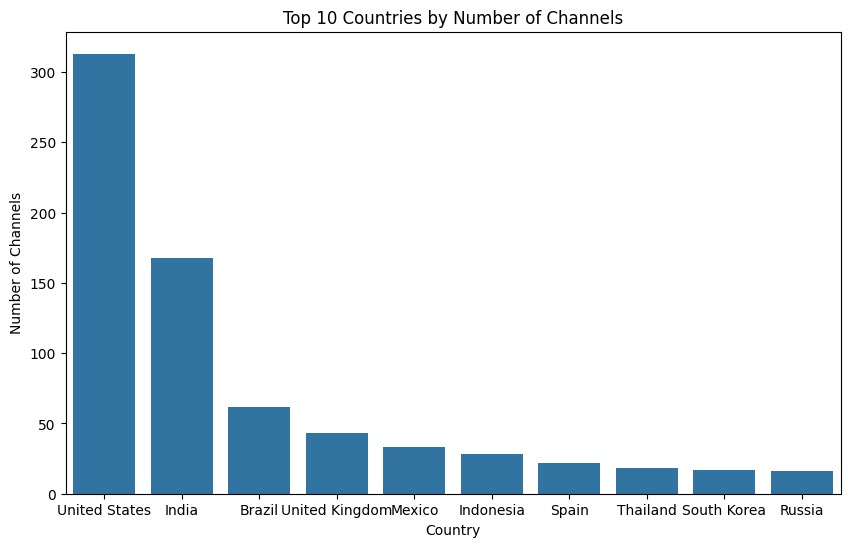 Top 10 Countries by Number of Channels
Number of Channels
300
250
200
150
100
50
0
United States India Brazil United Kingdom Mexico Indonesia Spain Thailand South Korea Russia
Country